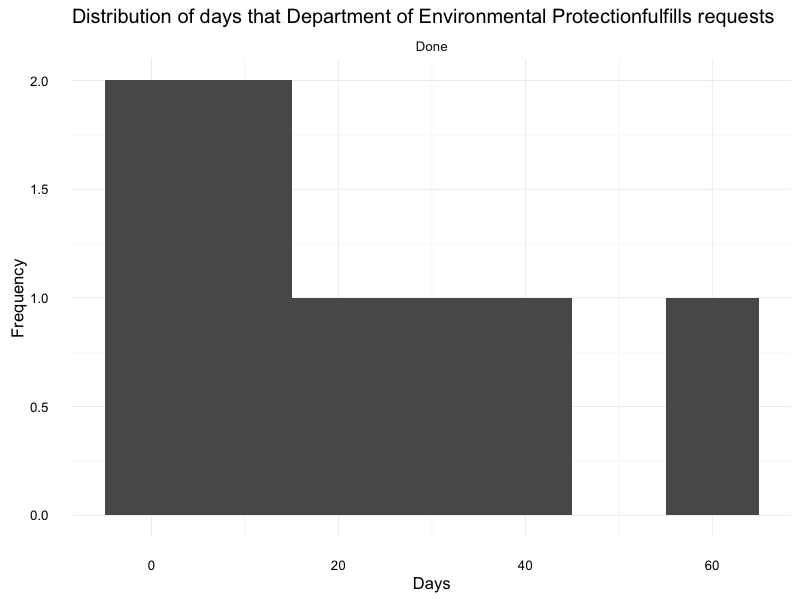 Distribution of days that Department of Environmental Protectionfulfills requests
Done
2.0
1.5
1.0
0.5
0.0
Frequency
0 20 40 60
Days